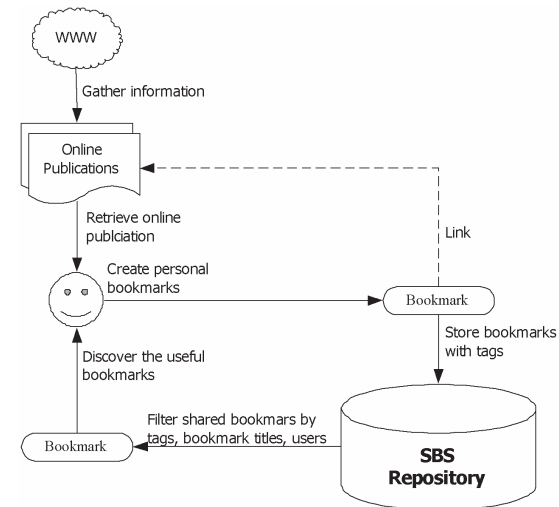 WWW
Gather information
Online
Publications
Retrieve online
publciation
Link
Create personal
bookmarks
Bookmark
Store bookmarks
with tags
Discover the useful
bookmarks
Filter shared bookmars by
tags, bookmark titles, users
Bookmark
SBS
Repository